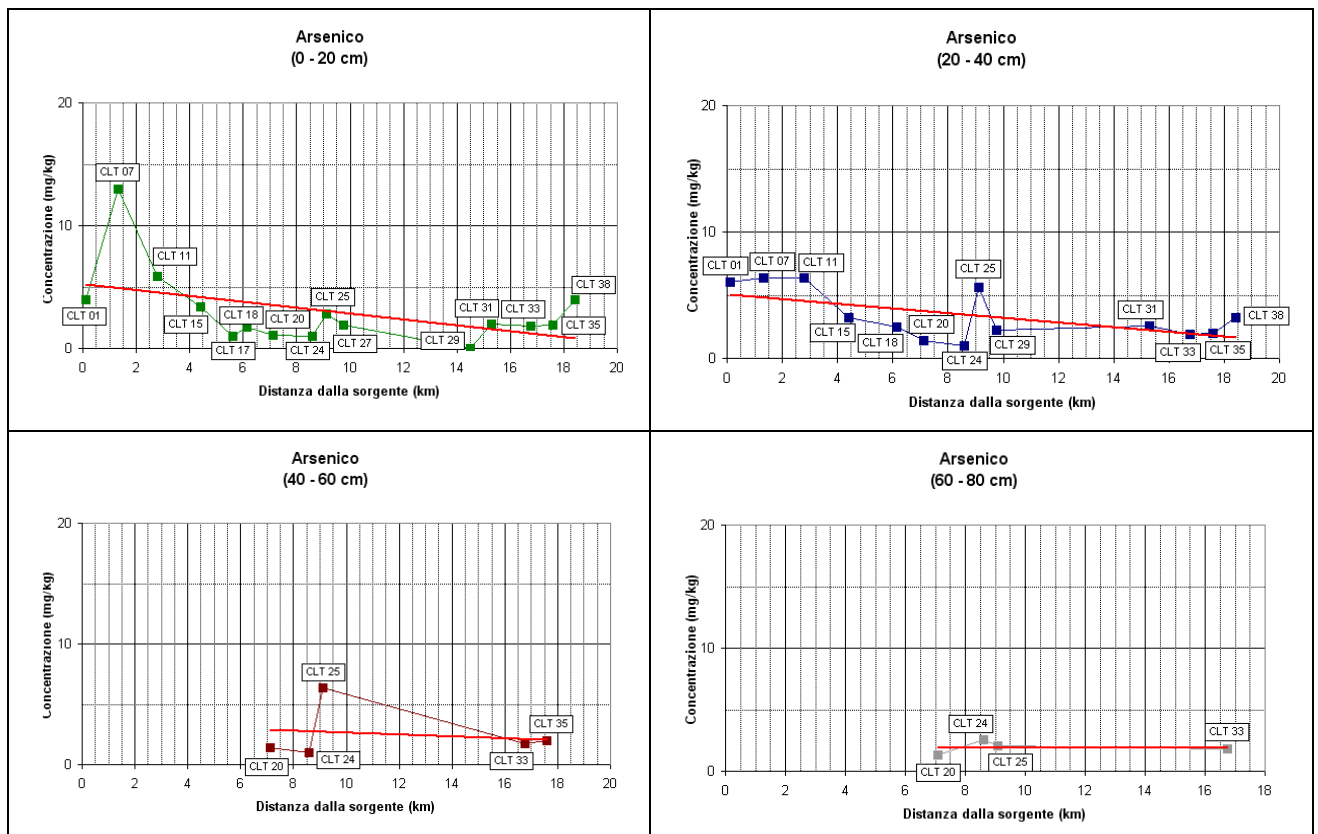 Arsenico
(0 - 20 cm)
Concentrazione (mg/kg)
20
10
0
CLT 01
CLT 07
CLT 11
CLT 15
CLT 17
CLT 18
CLT 20
CLT 24
CLT 25
CLT 27
CLT 29
CLT 31
CLT 33
CLT 35
CLT 38
0 2 4 6 8 10 12 14 16 18 20
Distanza dalla sorgente (km)
Arsenico
(20 - 40 cm)
Concentrazione (mg/kg)
20
10
0
CLT 01
CLT 07
CLT 11
CLT 15
CLT 18
CLT 20
CLT 24
CLT 25
CLT 29
CLT 31
CLT 33
CLT 35
CLT 38
0 2 4 6 8 10 12 14 16 18 20
Distanza dalla sorgente (km)
Arsenico
(40 - 60 cm)
Concentrazione (mg/kg)
20
10
0
CLT 20
CLT 24
CLT 25
CLT 33
CLT 35
0 2 4 6 8 10 12 14 16 18 20
Distanza dalla sorgente (km)
Arsenico
(60 - 80 cm)
Concentrazione (mg/kg)
20
10
0
CLT 20
CLT 24
CLT 25
CLT 33
0 2 4 6 8 10 12 14 16 18
Distanza dalla sorgente (km)